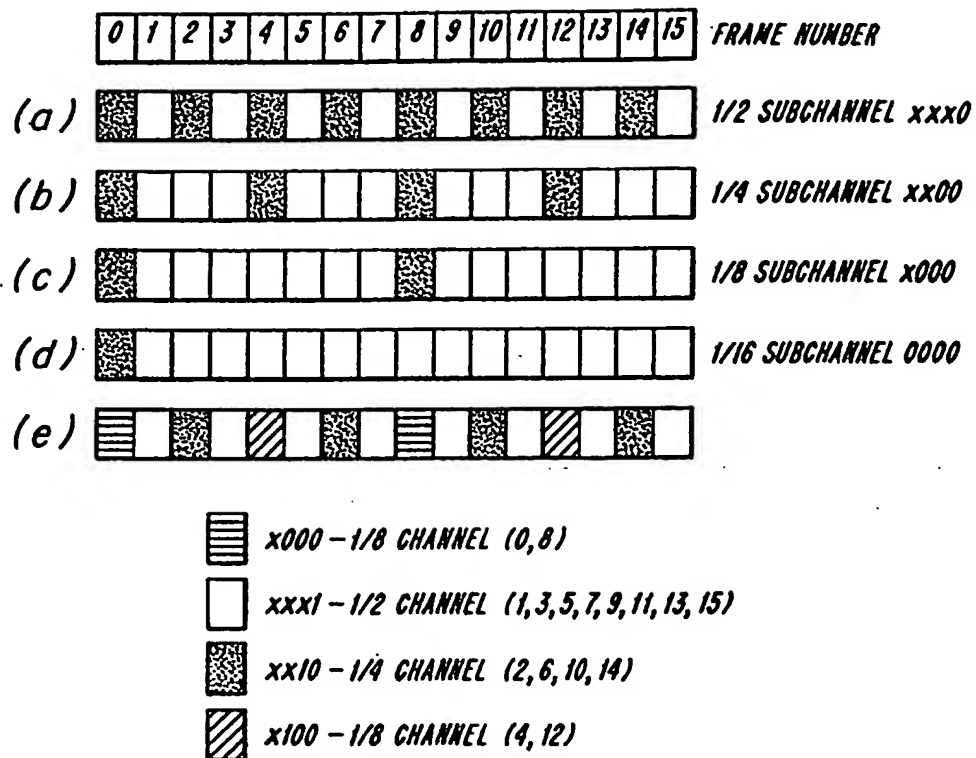 0 1 2 3 4 5 6 7 8 9 10 11 12 13 14 15 FRAME NUMBER
(a) 1/2 SUBCHANNEL XXX0
(b) 1/4 SUBCHANNEL XX00
(c) 1/8 SUBCHANNEL X000
(d) 1/16 SUBCHANNEL 0000
(e)
X000 – 1/8 CHANNEL (0,8)
XXX1 – 1/2 CHANNEL (1,3,5,7,9,11,13,15)
XX10 – 1/4 CHANNEL (2,6,10,14)
X100 – 1/8 CHANNEL (4,12)